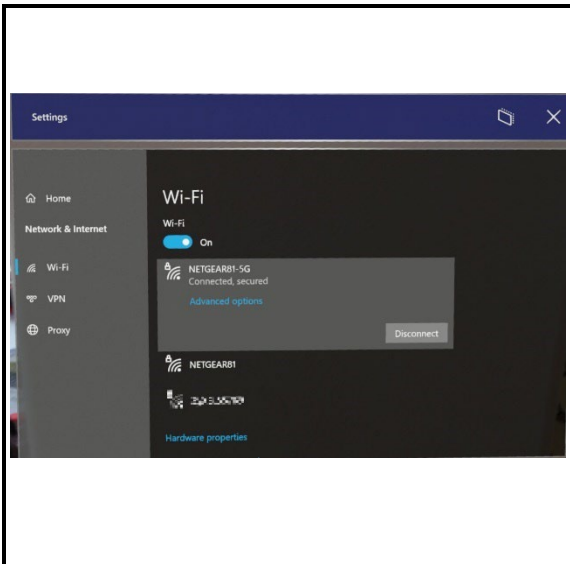 Settings
Home
Network & Internet
Wi-Fi
VPN
Proxy
Wi-Fi
Wi-Fi
On
NETGEAR81-5G
Connected, secured
Advanced options
Disconnect
NETGEAR81
Hardware properties